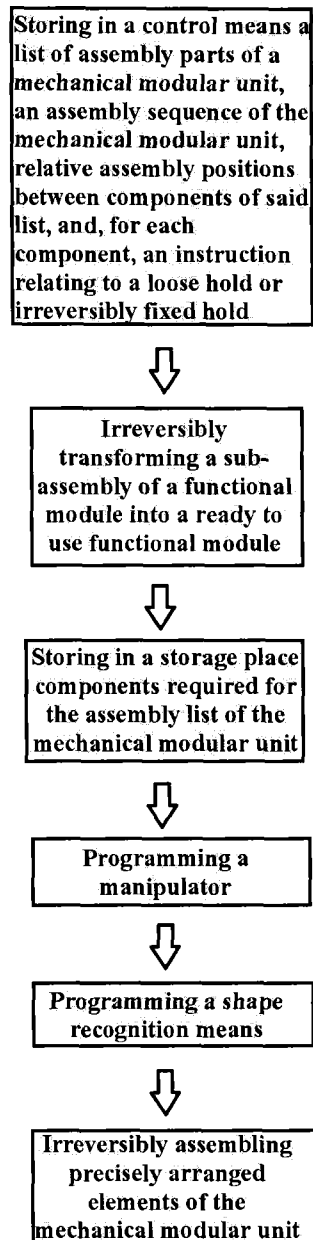 Storing in a control means a
list of assembly parts of a
mechanical modular unit,
an assembly sequence of the
mechanical modular unit,
relative assembly positions
between components of said
list, and, for each
component, an instruction
relating to a loose hold or
irreversibly fixed hold
Irreversibly
transforming a sub-
assembly of a functional
module into a ready to
use functional module
Storing in a storage place
components required for
the assembly list of the
mechanical modular unit
Programming a
manipulator
Programming a shape
recognition means
Irreversibly assembling
precisely arranged
elements of the
mechanical modular unit